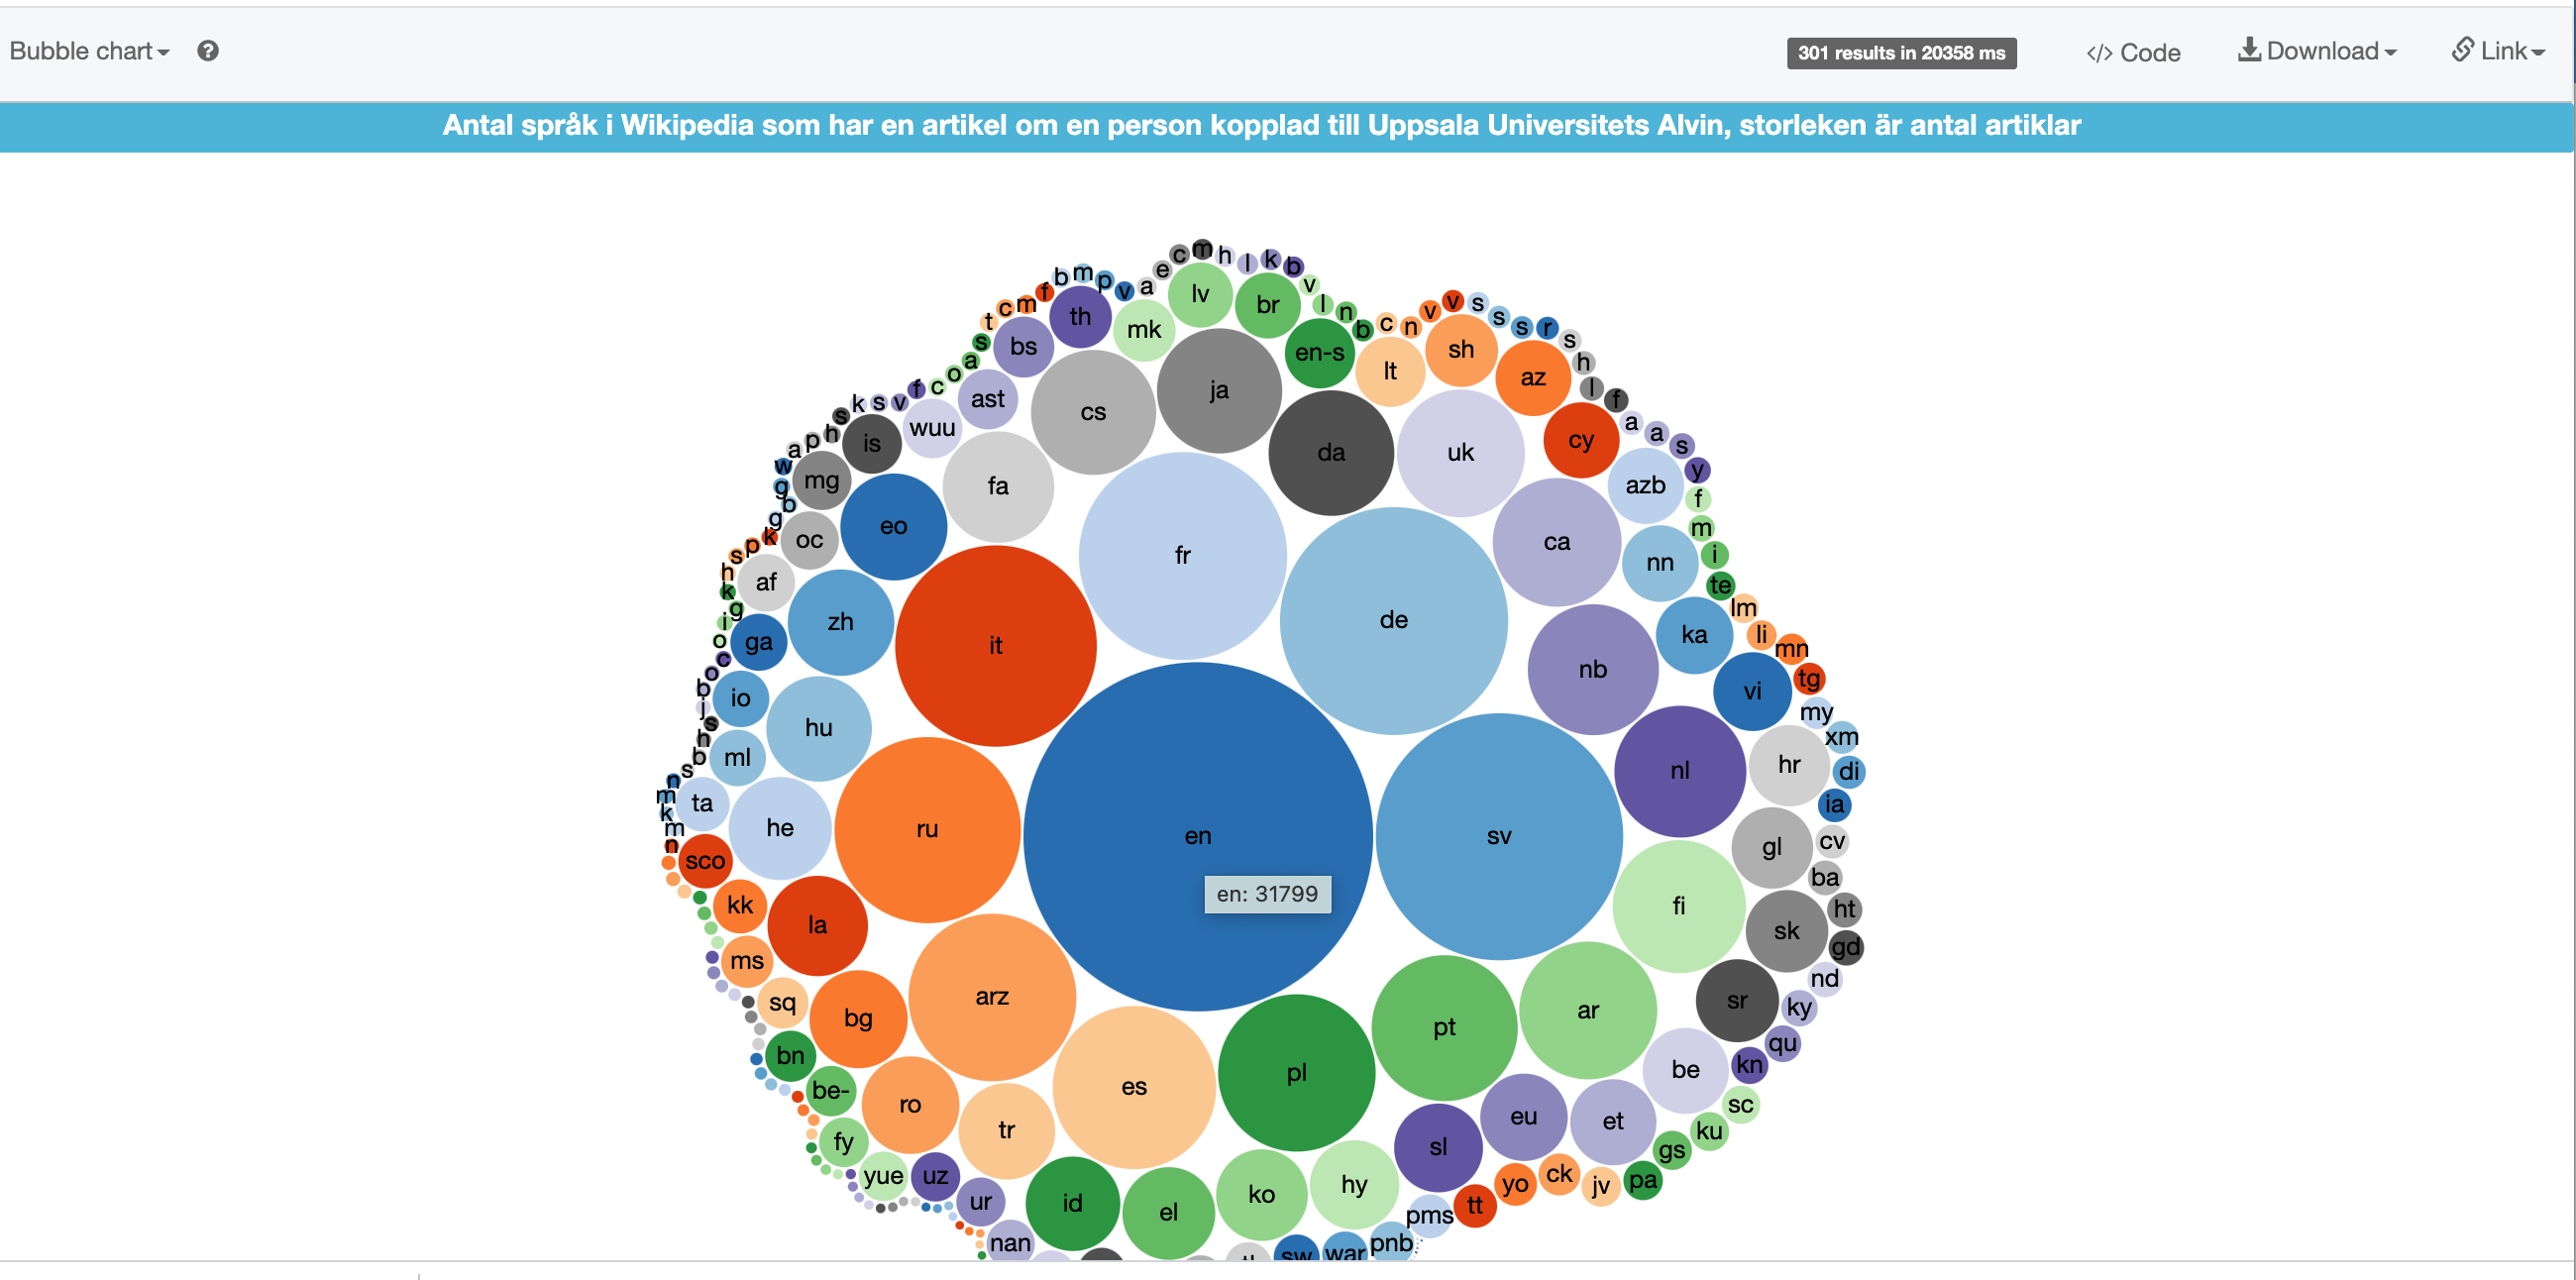 Bubble chart
301 results in 20358 ms
</> Code
Download
Link
Antal språk i Wikipedia som har en artikel om en person kopplad till Uppsala Universitets Alvin, storleken är antal artiklar
c m h l k b
e
b m p v a
lv br v
t c m f
th mk
l n b
en-s
c n v v s s s r s
lt sh az
h l f
s bs
a
o
c
f
v s k s
ast cs ja da uk cy
a a s y
is wuu
h p a
w
mg
fa
azb f
g
b
g
eo
fr
ca
m
oc
k p s
h
nn
i
af
k
g
i
te
zh
it
de
lm
ga
o
c
ka
li
mn
nb
tg
o
b
j
io
vi
my
s
h
b
s
hu
ml
nl
hr
xm
di
n
m
k
m
n
ta
he
ru
en
sv
ia
gl
cv
sco
ba
en: 31799
kk
la
fi
sk
ht
gd
ms
nd
sq
bg
arz
pt
ar
sr
ky
bn
qu
be-
ro
tr
es
pl
be
kn
fy
sl
eu
et
sc
ku
gs
yue
uz
ur
id
el
ko
hy
yo
ck
jv
pa
tt
pms
nan
sw
war
pnb